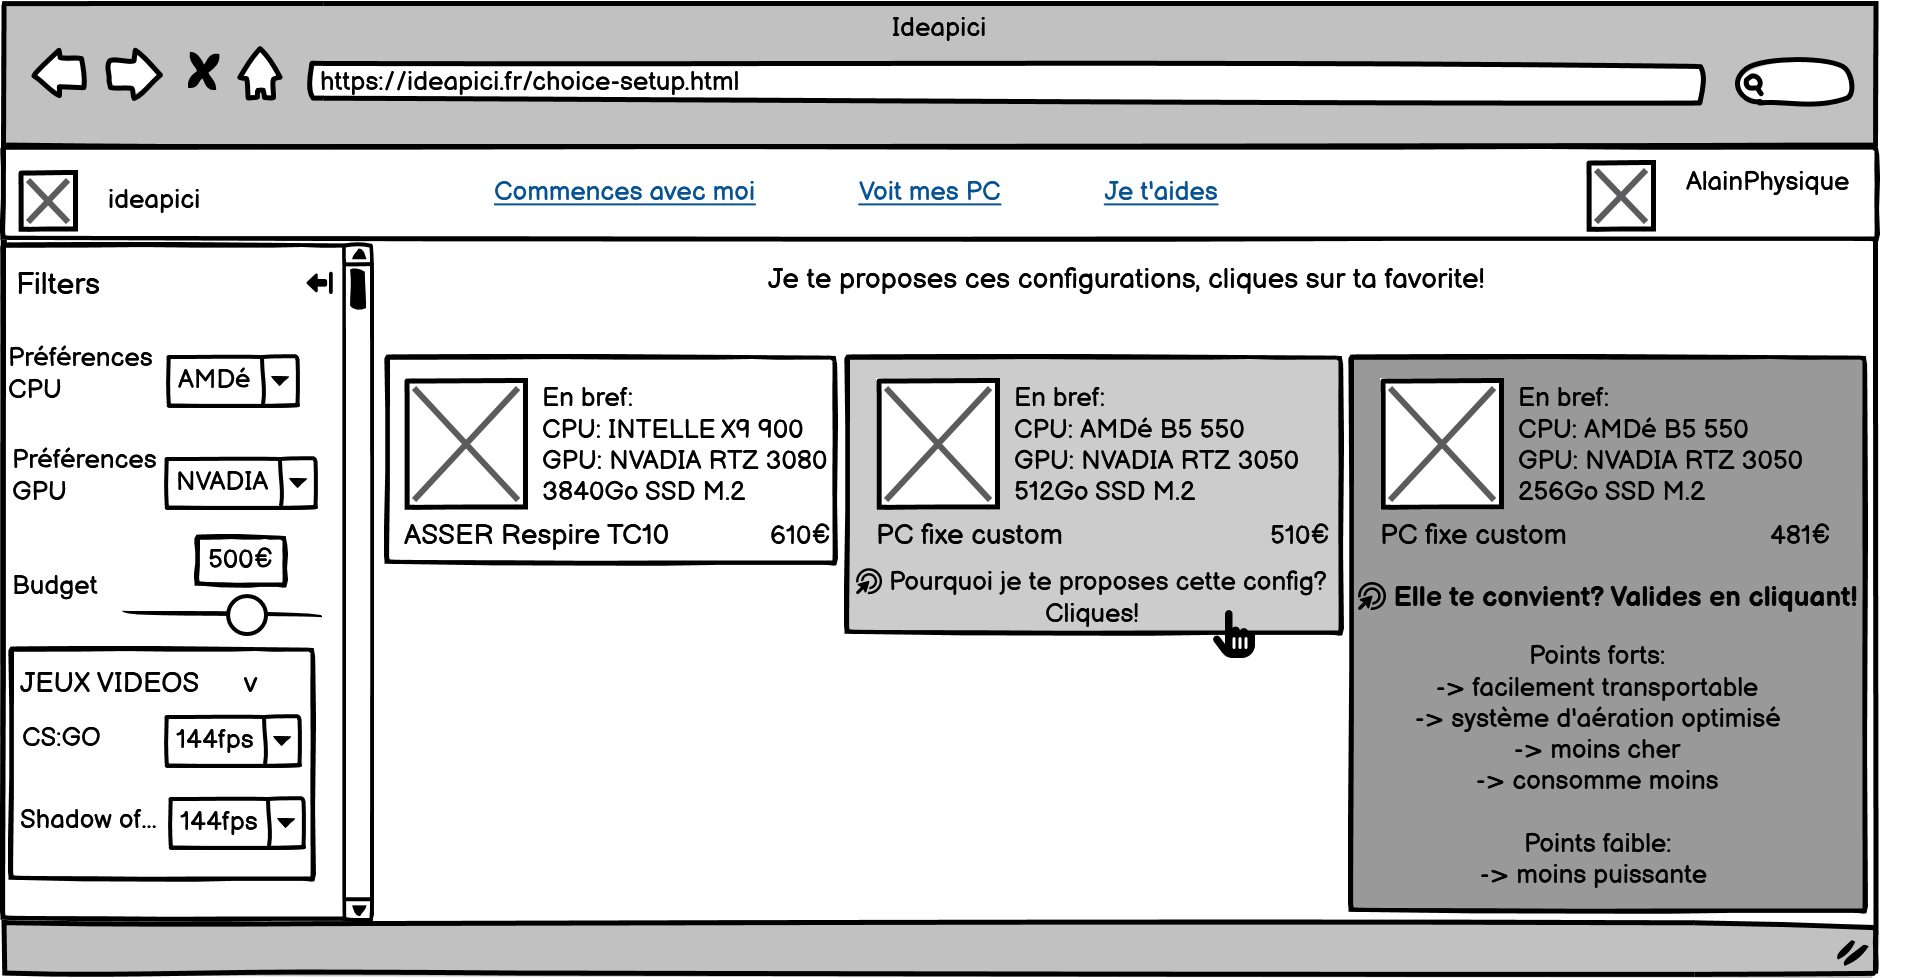 Ideapici
https://ideapici.fr/choice-setup.html
ideapici
Commences avec moi
Voit mes PC
Je t'aides
AlainPhysique
Filters
Préférences
CPU
AMDé
Préférences
GPU
NVADIA
500€
Budget
JEUX VIDEOS v
CS:GO
144fps
Shadow of...
144fps
Je te proposes ces configurations, cliques sur ta favorite!
En bref:
CPU: INTELLE X9 900
GPU: NVADIA RTZ 3080
3840Go SSD M.2
ASSER Respire TC10 610€
En bref:
CPU: AMDé B5 550
GPU: NVADIA RTZ 3050
512Go SSD M.2
PC fixe custom 510€
Pourquoi je te proposes cette config?
Cliques!
En bref:
CPU: AMDé B5 550
GPU: NVADIA RTZ 3050
256Go SSD M.2
PC fixe custom 481€
Elle te convient? Valides en cliquant!
Points forts:
-> facilement transportable
-> système d'aération optimisé
-> moins cher
-> consomme moins
Points faible:
-> moins puissante